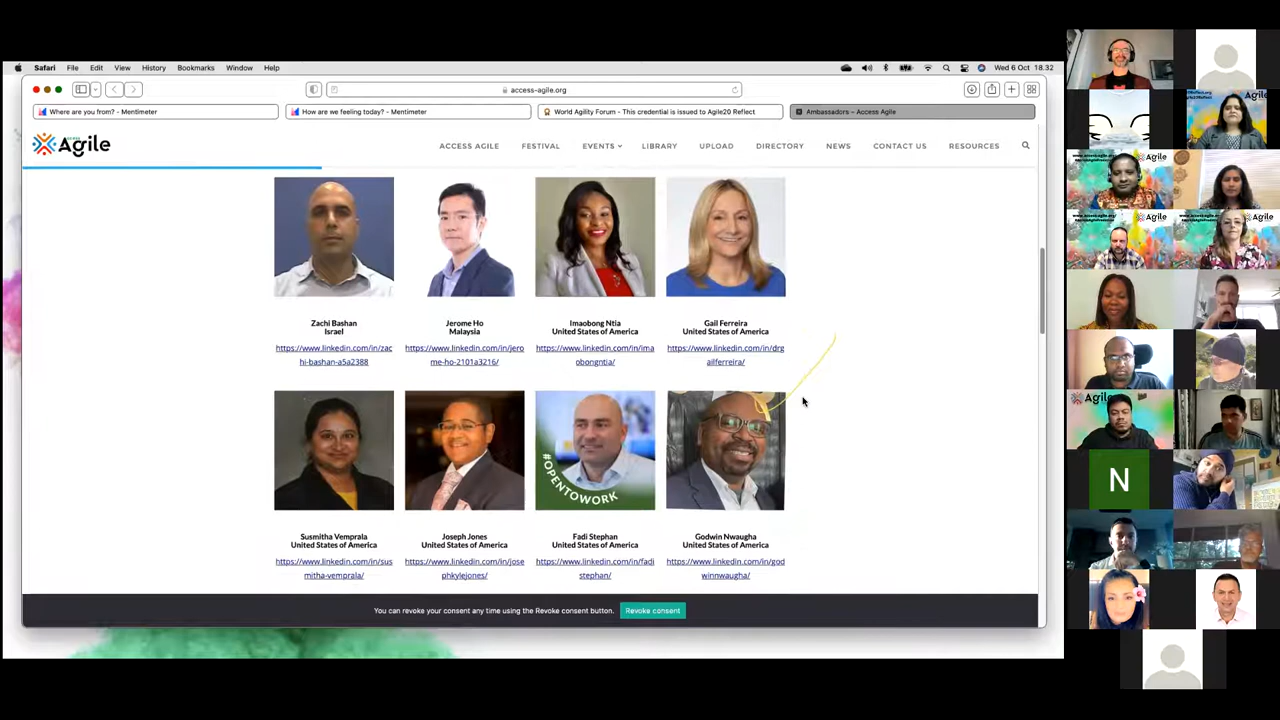 Safari File Edit View History Bookmarks Window Help Wed 6 Oct 18.32
access-agile.org
Where are you from? - Mentimeter How are we feeling today? - Mentimeter World Agility Forum - This credential is issued to Agile20 Reflect Ambassadors – Access Agile
Agile ACCESS AGILE FESTIVAL EVENTS LIBRARY UPLOAD DIRECTORY NEWS CONTACT US RESOURCES
Zachi Bashan
Israel
https://www.linkedin.com/in/zac
hi-bashan-a5a2388
Jerome Ho
Malaysia
https://www.linkedin.com/in/jero
me-ho-2101a3216/
Imaobong Ntia
United States of America
https://www.linkedin.com/in/ima
obongntia/
Gail Ferreira
United States of America
https://www.linkedin.com/in/drg
ailferreira/
#OPENTOWORK
Susmitha Vemprala
United States of America
https://www.linkedin.com/in/sus
mitha-vemprala/
Joseph Jones
United States of America
https://www.linkedin.com/in/jose
phkylejones/
Fadi Stephan
United States of America
https://www.linkedin.com/in/fadi
stephan/
Godwin Nwaugha
United States of America
https://www.linkedin.com/in/god
winnwaugha/
You can revoke your consent any time using the Revoke consent button. Revoke consent
Agile
Agile
Agile
Agile
Agile
N